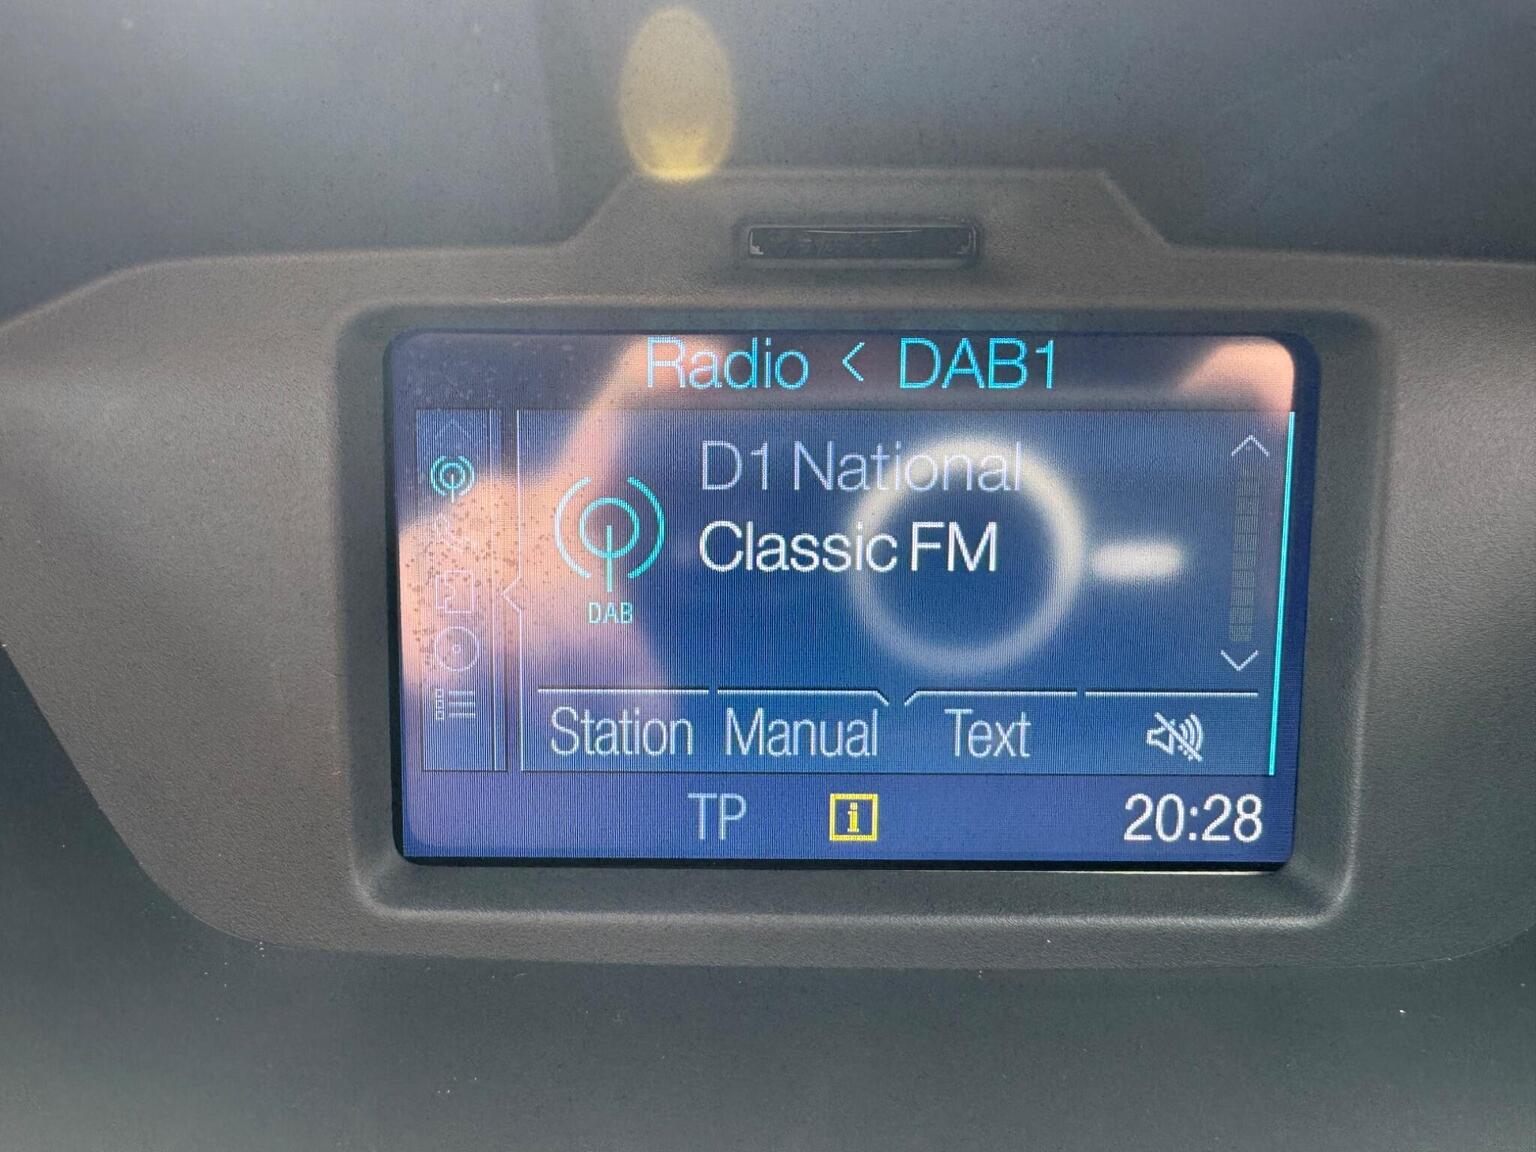 Radio < DAB1
D1 National
Classic FM
DAB
Station Manual Text
TP i 20:28